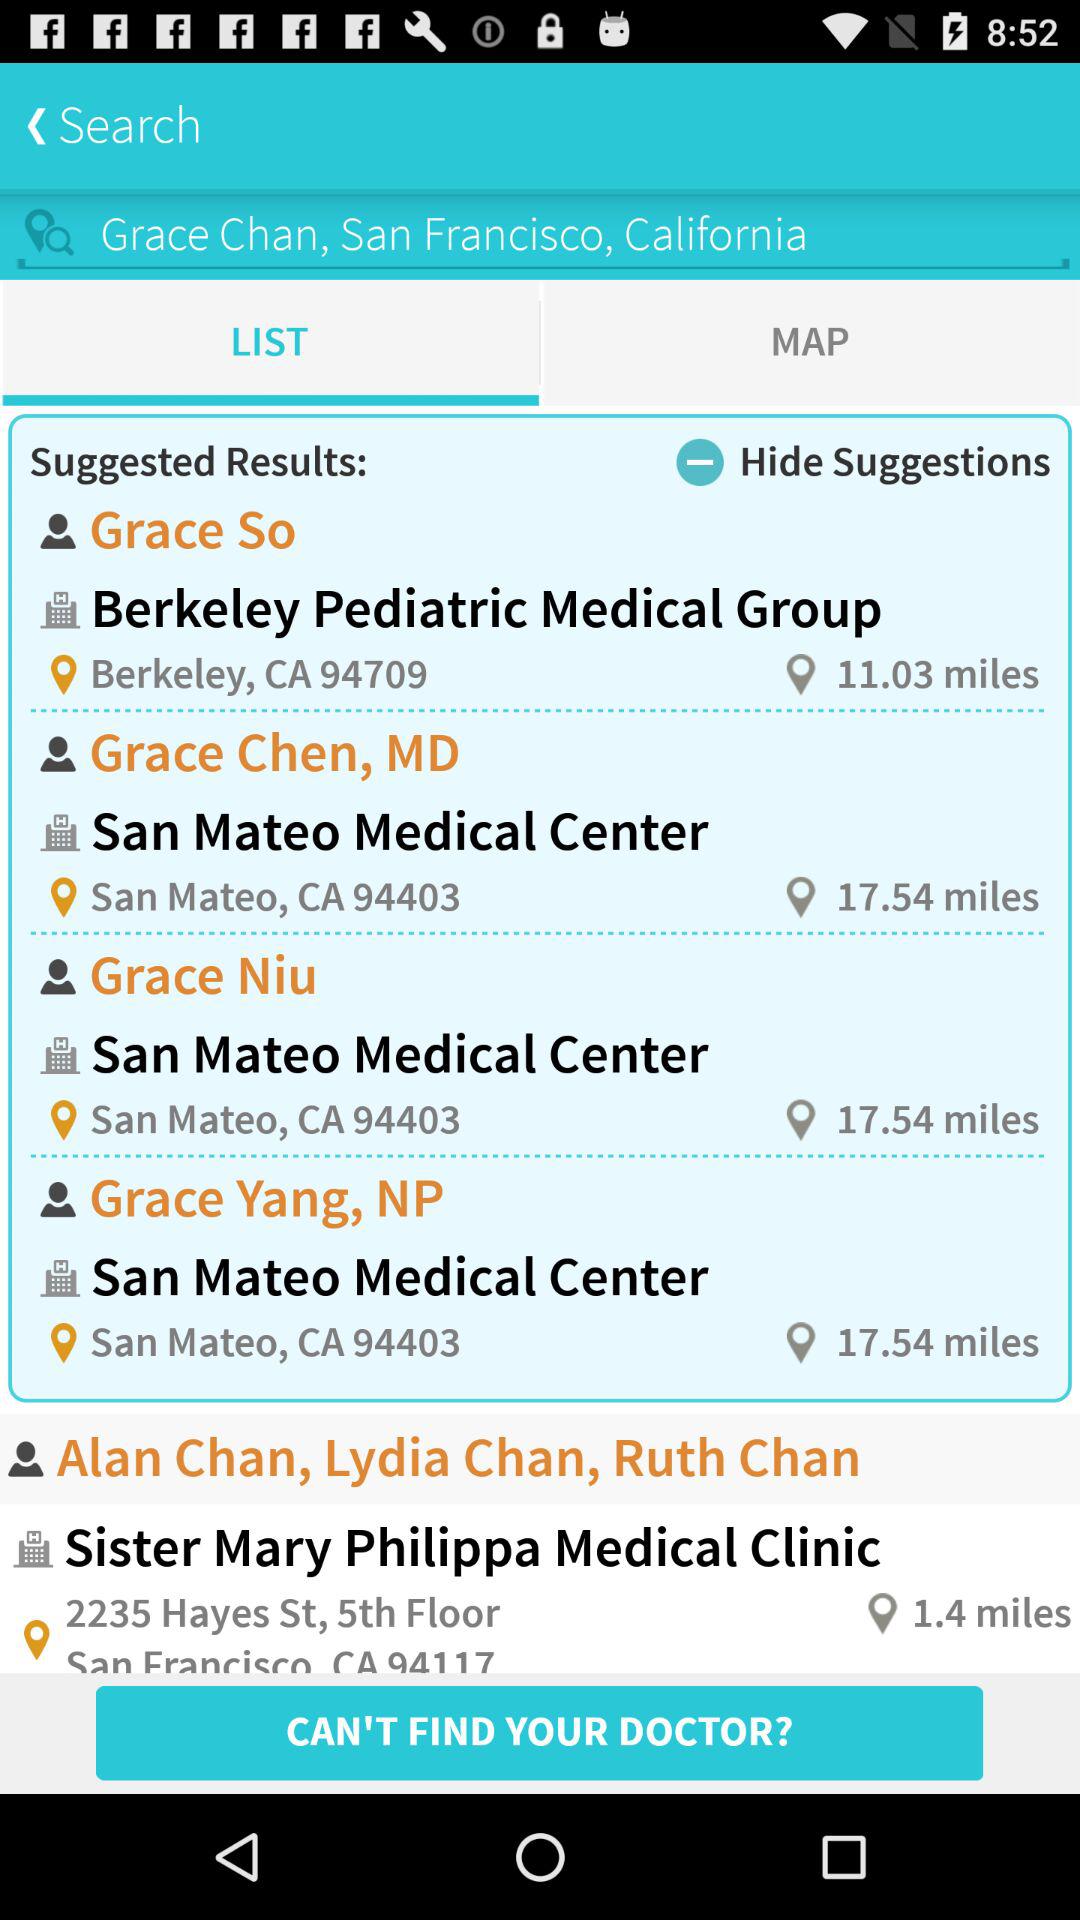 8:52
Search
Grace Chan, San Francisco, California
LIST MAP
Suggested Results: Hide Suggestions
Grace So
Berkeley Pediatric Medical Group
Berkeley, CA 94709 11.03 miles
Grace Chen, MD
San Mateo Medical Center
San Mateo, CA 94403 17.54 miles
Grace Niu
San Mateo Medical Center
San Mateo, CA 94403 17.54 miles
Grace Yang, NP
San Mateo Medical Center
San Mateo, CA 94403 17.54 miles
Alan Chan, Lydia Chan, Ruth Chan
Sister Mary Philippa Medical Clinic
2235 Hayes St, 5th Floor 1.4 miles
San Francisco, CA 94117
CAN'T FIND YOUR DOCTOR?